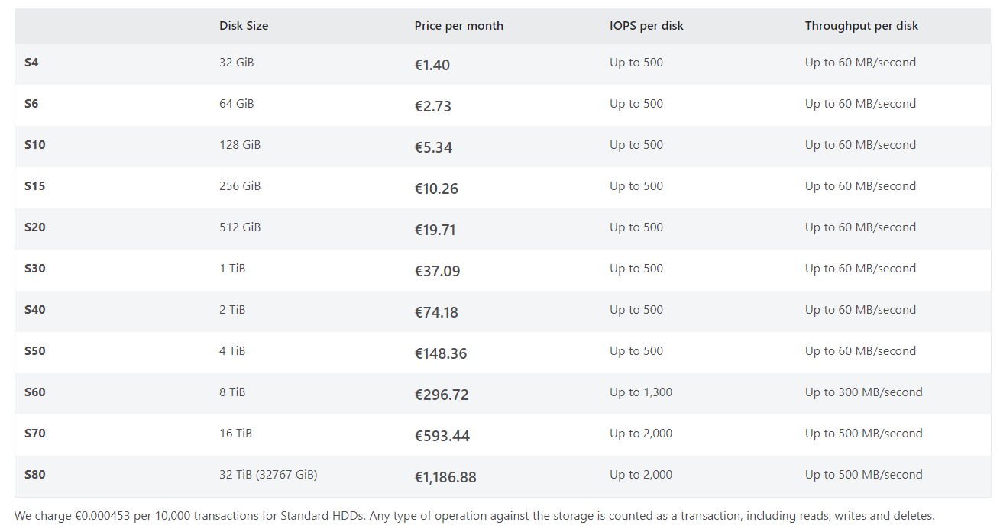 Disk Size Price per month IOPS per disk Throughput per disk
S4 32 GiB €1.40 Up to 500 Up to 60 MB/second
S6 64 GiB €2.73 Up to 500 Up to 60 MB/second
S10 128 GiB €5.34 Up to 500 Up to 60 MB/second
S15 256 GiB €10.26 Up to 500 Up to 60 MB/second
S20 512 GiB €19.71 Up to 500 Up to 60 MB/second
S30 1 TiB €37.09 Up to 500 Up to 60 MB/second
S40 2 TiB €74.18 Up to 500 Up to 60 MB/second
S50 4 TiB €148.36 Up to 500 Up to 60 MB/second
S60 8 TiB €296.72 Up to 1,300 Up to 300 MB/second
S70 16 TiB €593.44 Up to 2,000 Up to 500 MB/second
S80 32 TiB (32767 GiB) €1,186.88 Up to 2,000 Up to 500 MB/second
We charge €0.000453 per 10,000 transactions for Standard HDDs. Any type of operation against the storage is counted as a transaction, including reads, writes and deletes.